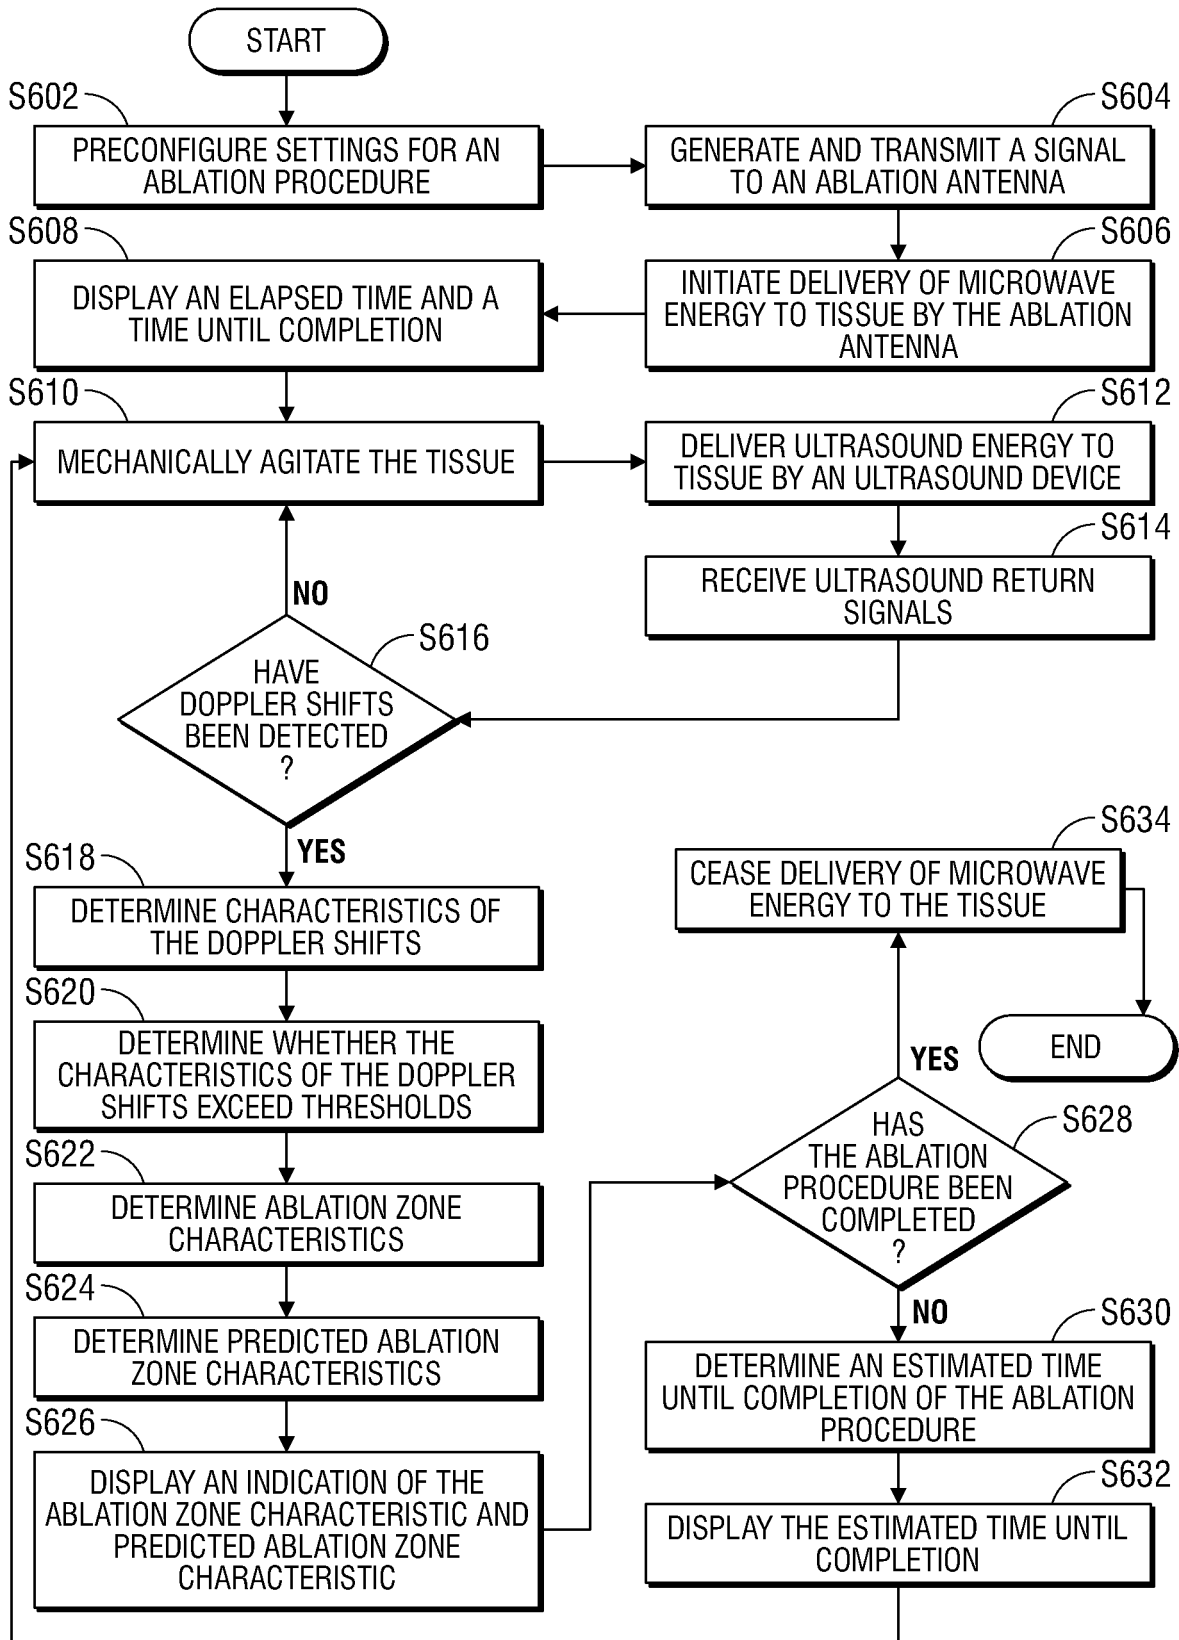 START
S602
PRECONFIGURE SETTINGS FOR AN
ABLATION PROCEDURE
S604
GENERATE AND TRANSMIT A SIGNAL
TO AN ABLATION ANTENNA
S606
INITIATE DELIVERY OF MICROWAVE
ENERGY TO TISSUE BY THE ABLATION
ANTENNA
S608
DISPLAY AN ELAPSED TIME AND A
TIME UNTIL COMPLETION
S610
MECHANICALLY AGITATE THE TISSUE
S612
DELIVER ULTRASOUND ENERGY TO
TISSUE BY AN ULTRASOUND DEVICE
S614
RECEIVE ULTRASOUND RETURN
SIGNALS
NO
S616
HAVE
DOPPLER SHIFTS
BEEN DETECTED
?
YES
S618
DETERMINE CHARACTERISTICS OF
THE DOPPLER SHIFTS
S620
DETERMINE WHETHER THE
CHARACTERISTICS OF THE DOPPLER
SHIFTS EXCEED THRESHOLDS
S622
DETERMINE ABLATION ZONE
CHARACTERISTICS
S624
DETERMINE PREDICTED ABLATION
ZONE CHARACTERISTICS
S626
DISPLAY AN INDICATION OF THE
ABLATION ZONE CHARACTERISTIC AND
PREDICTED ABLATION ZONE
CHARACTERISTIC
S634
CEASE DELIVERY OF MICROWAVE
ENERGY TO THE TISSUE
END
YES
S628
HAS
THE ABLATION
PROCEDURE BEEN
COMPLETED
?
NO
S630
DETERMINE AN ESTIMATED TIME
UNTIL COMPLETION OF THE ABLATION
PROCEDURE
S632
DISPLAY THE ESTIMATED TIME UNTIL
COMPLETION